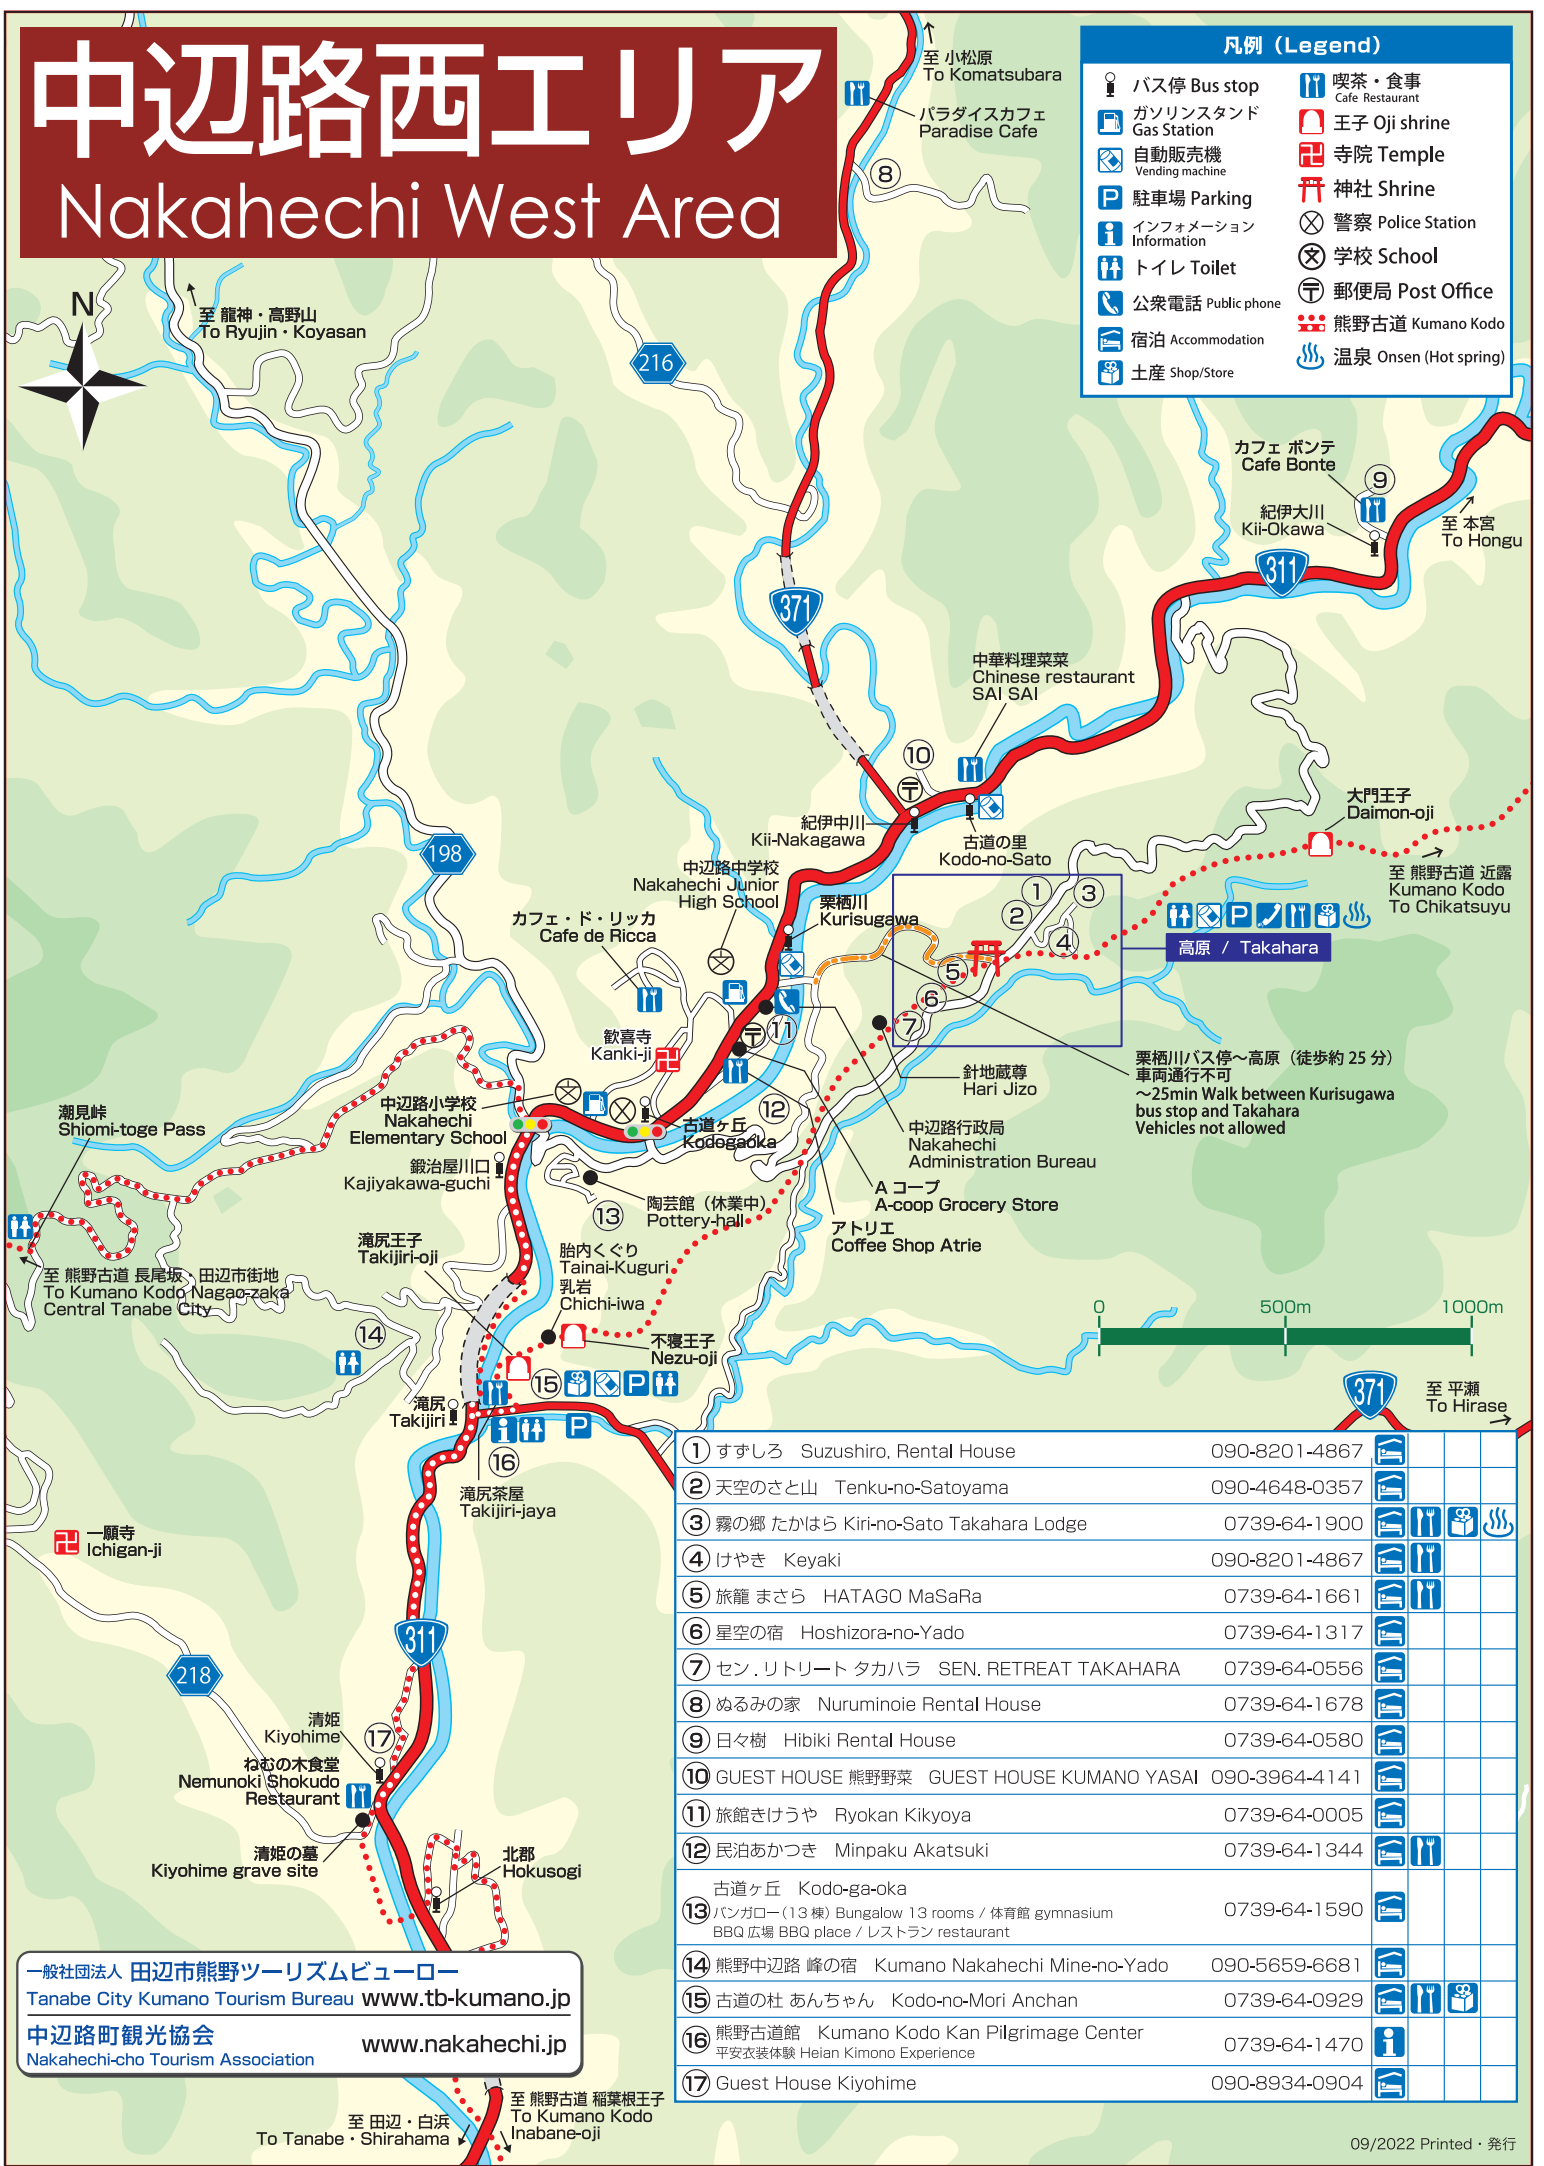 中辺路西エリア
Nakahechi West Area
至 小松原
To Komatsubara
パラダイスカフェ
Paradise Cafe
8
凡例（Legend）
バス停 Bus stop
ガソリンスタンド
Gas Station
自動販売機
Vending machine
P 駐車場 Parking
インフォメーション
Information
トイレ Toilet
公衆電話 Public phone
宿泊 Accommodation
土産 Shop/Store
喫茶・食事
Cafe Restaurant
王子 Oji shrine
寺院 Temple
神社 Shrine
警察 Police Station
文 学校 School
〒 郵便局 Post Office
熊野古道 Kumano Kodo
温泉 Onsen (Hot spring)
N
至 龍神・高野山
To Ryujin・Koyasan
216
カフェ ボンテ
Cafe Bonte
9
紀伊大川
Kii-Okawa
至 本宮
To Hongu
311
371
中華料理菜菜
Chinese restaurant
SAI SAI
10
〒
紀伊中川
Kii-Nakagawa
古道の里
Kodo-no-Sato
大門王子
Daimon-oji
至 熊野古道 近露
Kumano Kodo
To Chikatsuyu
198
中辺路中学校
Nakahechi Junior
High School
カフェ・ド・リッカ
Cafe de Ricca
栗栖川
Kurisugawa
1
2
3
4
5
6
7
P
高原 / Takahara
11
〒
歓喜寺
Kanki-ji
針地蔵尊
Hari Jizo
栗栖川バス停〜高原（徒歩約 25 分）
車両通行不可
〜25min Walk between Kurisugawa
bus stop and Takahara
Vehicles not allowed
中辺路小学校
Nakahechi
Elementary School
古道ヶ丘
Kodogaoka
12
中辺路行政局
Nakahechi
Administration Bureau
潮見峠
Shiomi-toge Pass
鍛治屋川口
Kajiyakawa-guchi
13
陶芸館（休業中）
Pottery-hall
A コープ
A-coop Grocery Store
アトリエ
Coffee Shop Atrie
至 熊野古道 長尾坂・田辺市街地
To Kumano Kodo Nagao-zaka
Central Tanabe City
滝尻王子
Takijiri-oji
胎内くぐり
Tainai-Kuguri
乳岩
Chichi-iwa
不寝王子
Nezu-oji
14
15
P
0 500m 1000m
371
至 平瀬
To Hirase
滝尻
Takijiri
P
16
滝尻茶屋
Takijiri-jaya
一願寺
Ichigan-ji
311
218
清姫
Kiyohime
17
ねむの木食堂
Nemunoki Shokudo
Restaurant
清姫の墓
Kiyohime grave site
北郡
Hokusogi
1 すずしろ Suzushiro, Rental House 090-8201-4867
2 天空のさと山 Tenku-no-Satoyama 090-4648-0357
3 霧の郷 たかはら Kiri-no-Sato Takahara Lodge 0739-64-1900
4 けやき Keyaki 090-8201-4867
5 旅籠 まさら HATAGO MaSaRa 0739-64-1661
6 星空の宿 Hoshizora-no-Yado 0739-64-1317
7 セン．リトリート タカハラ SEN. RETREAT TAKAHARA 0739-64-0556
8 ぬるみの家 Nuruminoie Rental House 0739-64-1678
9 日々樹 Hibiki Rental House 0739-64-0580
10 GUEST HOUSE 熊野野菜 GUEST HOUSE KUMANO YASAI 090-3964-4141
11 旅館きけうや Ryokan Kikyoya 0739-64-0005
12 民泊あかつき Minpaku Akatsuki 0739-64-1344
古道ヶ丘 Kodo-ga-oka
13 バンガロー（13 棟）Bungalow 13 rooms / 体育館 gymnasium 0739-64-1590
BBQ 広場 BBQ place / レストラン restaurant
14 熊野中辺路 峰の宿 Kumano Nakahechi Mine-no-Yado 090-5659-6681
15 古道の杜 あんちゃん Kodo-no-Mori Anchan 0739-64-0929
16 熊野古道館 Kumano Kodo Kan Pilgrimage Center 0739-64-1470
平安衣装体験 Heian Kimono Experience
17 Guest House Kiyohime 090-8934-0904
一般社団法人 田辺市熊野ツーリズムビューロー
Tanabe City Kumano Tourism Bureau www.tb-kumano.jp
中辺路町観光協会
Nakahechi-cho Tourism Association www.nakahechi.jp
至 田辺・白浜
To Tanabe・Shirahama
至 熊野古道 稲葉根王子
To Kumano Kodo
Inabane-oji
09/2022 Printed・発行